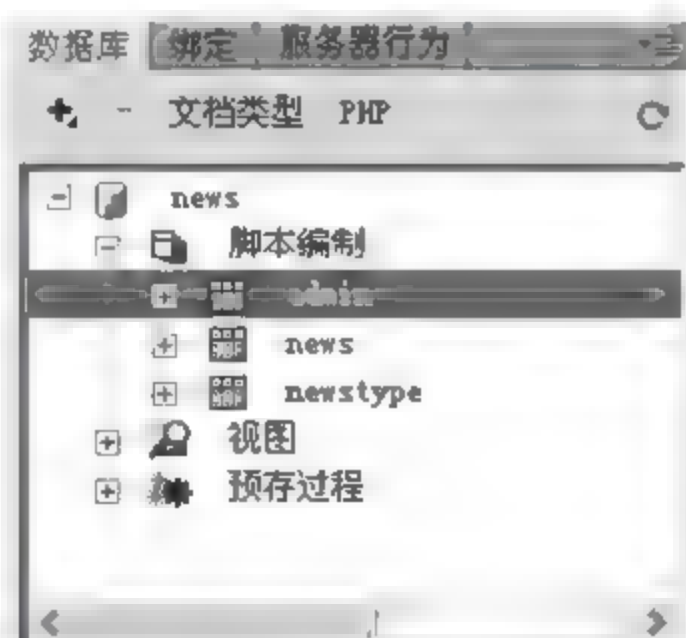 数据库 绑定 服务器行为
文档类型 PHP
news
脚本编制
admin
news
newstype
视图
预存过程